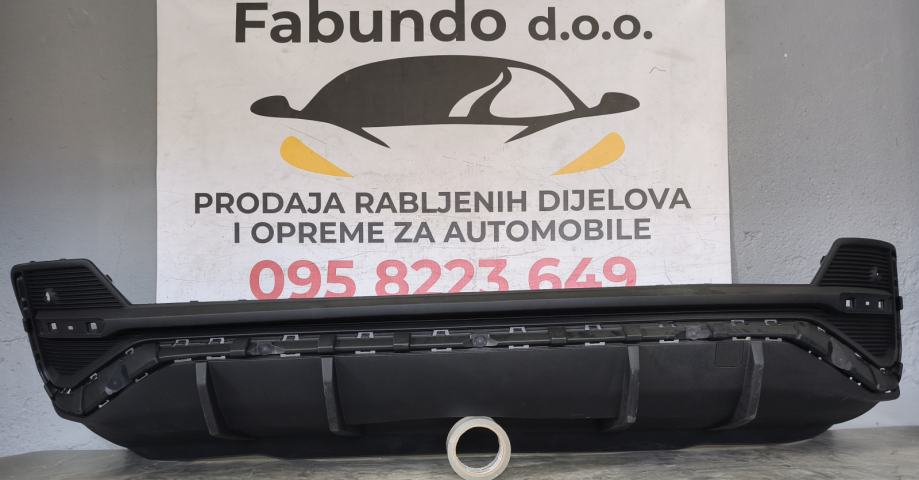 Fabundo d.o.o.
PRODAJA RABLJENIH DIJELOVA
I OPREME ZA AUTOMOBILE
095 8223 649